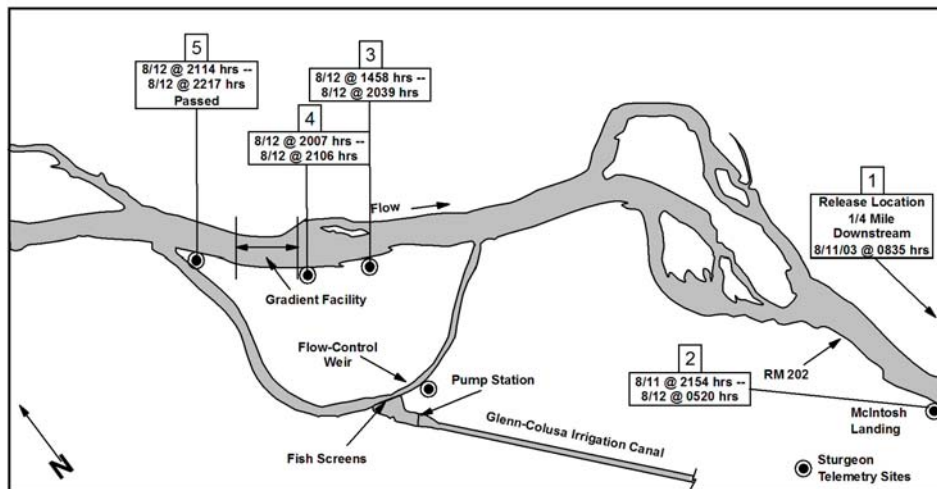 5
8/12 @ 2114 hrs --
8/12 @ 2217 hrs
Passed
3
8/12 @ 1458 hrs --
8/12 @ 2039 hrs
4
8/12 @ 2007 hrs --
8/12 @ 2106 hrs
Flow
1
Release Location
1/4 Mile
Downstream
8/11/03 @ 0835 hrs
Gradient Facility
Flow-Control
Weir
2
8/11 @ 2154 hrs --
8/12 @ 0520 hrs
RM 202
Pump Station
McIntosh
Landing
Glenn-Colusa Irrigation Canal
Fish Screens
N
Sturgeon
Telemetry Sites